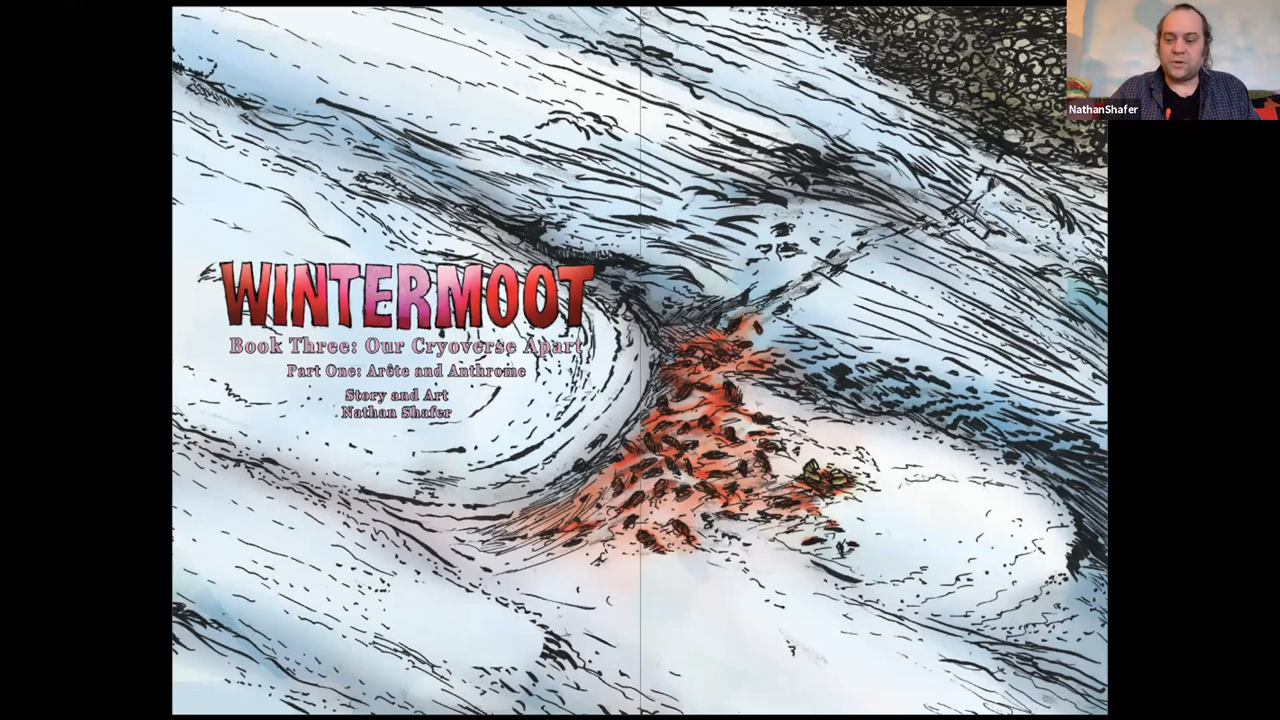 WINTERMOOT
Book Three: Our Cryoverse Apart
Part One: Arête and Anthrome
Story and Art
Nathan Shafer
NathanShafer